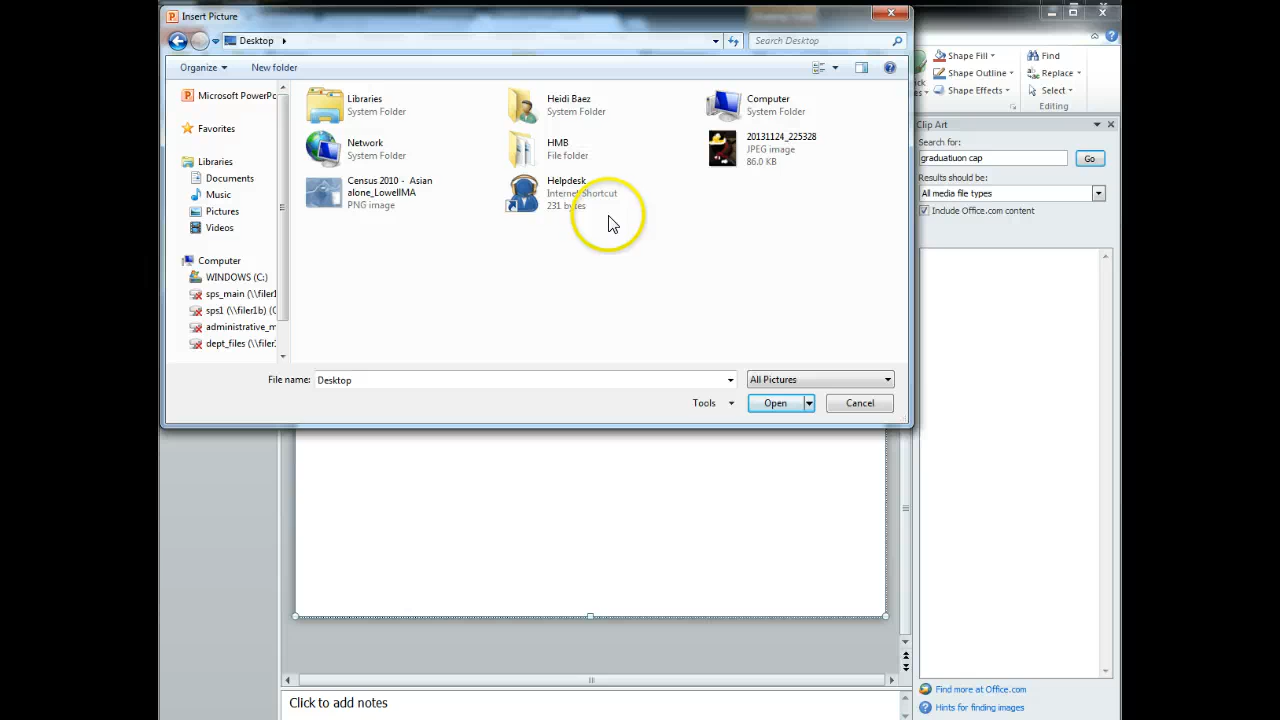 Insert Picture
Desktop
Search Desktop
Organize
New folder
Microsoft PowerPo
Favorites
Libraries
Documents
Music
Pictures
Videos
Computer
WINDOWS (C:)
sps_main (\\filer1
sps1 (\\filer1b) (
administrative_m
dept_files (\\filer
Libraries
System Folder
Heidi Baez
System Folder
Computer
System Folder
Network
System Folder
HMB
File folder
20131124_225328
JPEG image
86.0 KB
Census 2010 - Asian
alone_LowellMA
PNG image
Helpdesk
Internet Shortcut
231 bytes
File name:
Desktop
All Pictures
Tools
Open
Cancel
Shape Fill
Shape Outline
Shape Effects
Find
Replace
Select
Editing
Clip Art
Search for:
graduatiuon cap
Go
Results should be:
All media file types
Include Office.com content
Find more at Office.com
Hints for finding images
Click to add notes